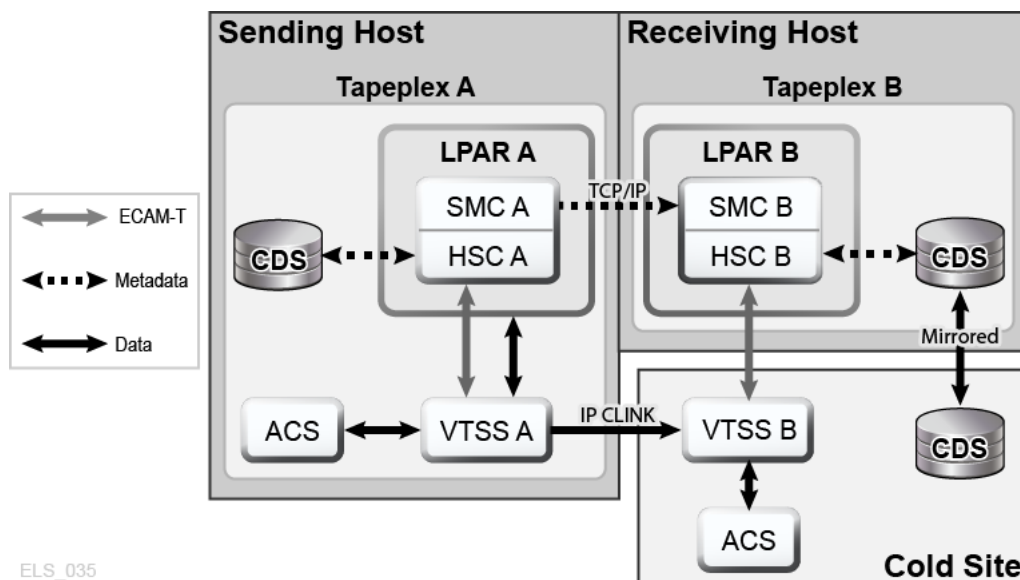 Sending Host
Receiving Host
Tapeplex A
Tapeplex B
LPAR A
LPAR B
SMC A
TCP/IP
SMC B
HSC A
HSC B
CDS
CDS
ECAM-T
Metadata
Data
Mirrored
ACS
VTSS A
IP CLINK
VTSS B
CDS
ACS
Cold Site
ELS_035